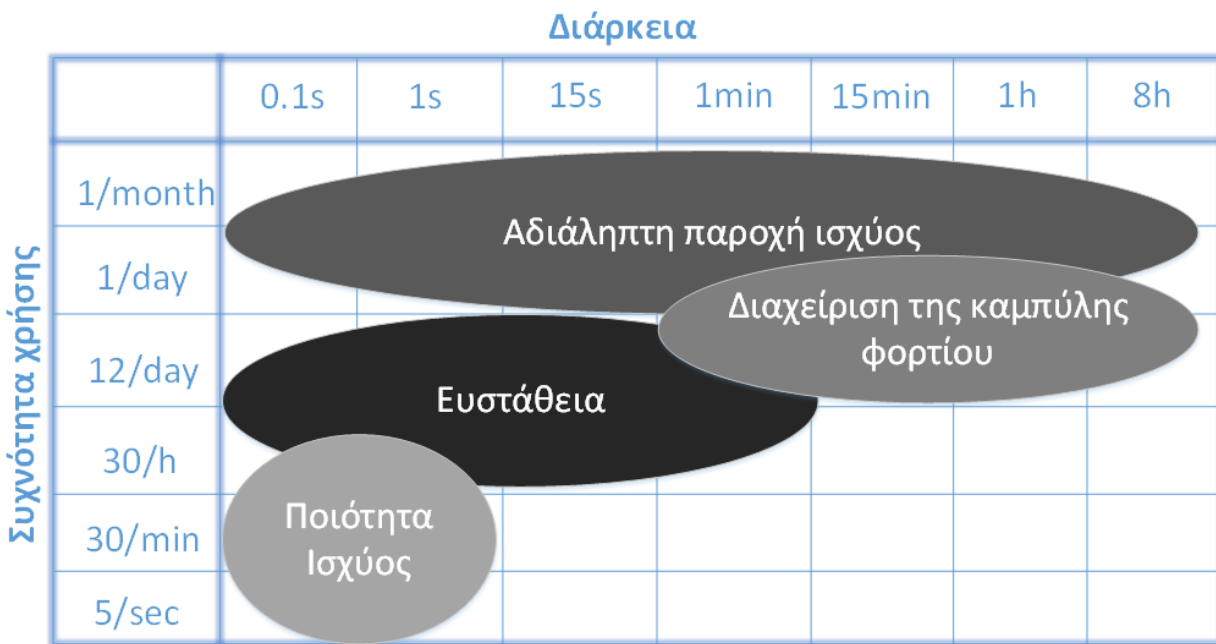 Διάρκεια
0.1s 1s 15s 1min 15min 1h 8h
Συχνότητα χρήσης
1/month
Αδιάληπτη παροχή ισχύος
1/day
Διαχείριση της καμπύλης
φορτίου
12/day
Ευστάθεια
30/h
Ποιότητα
Ισχύος
30/min
5/sec